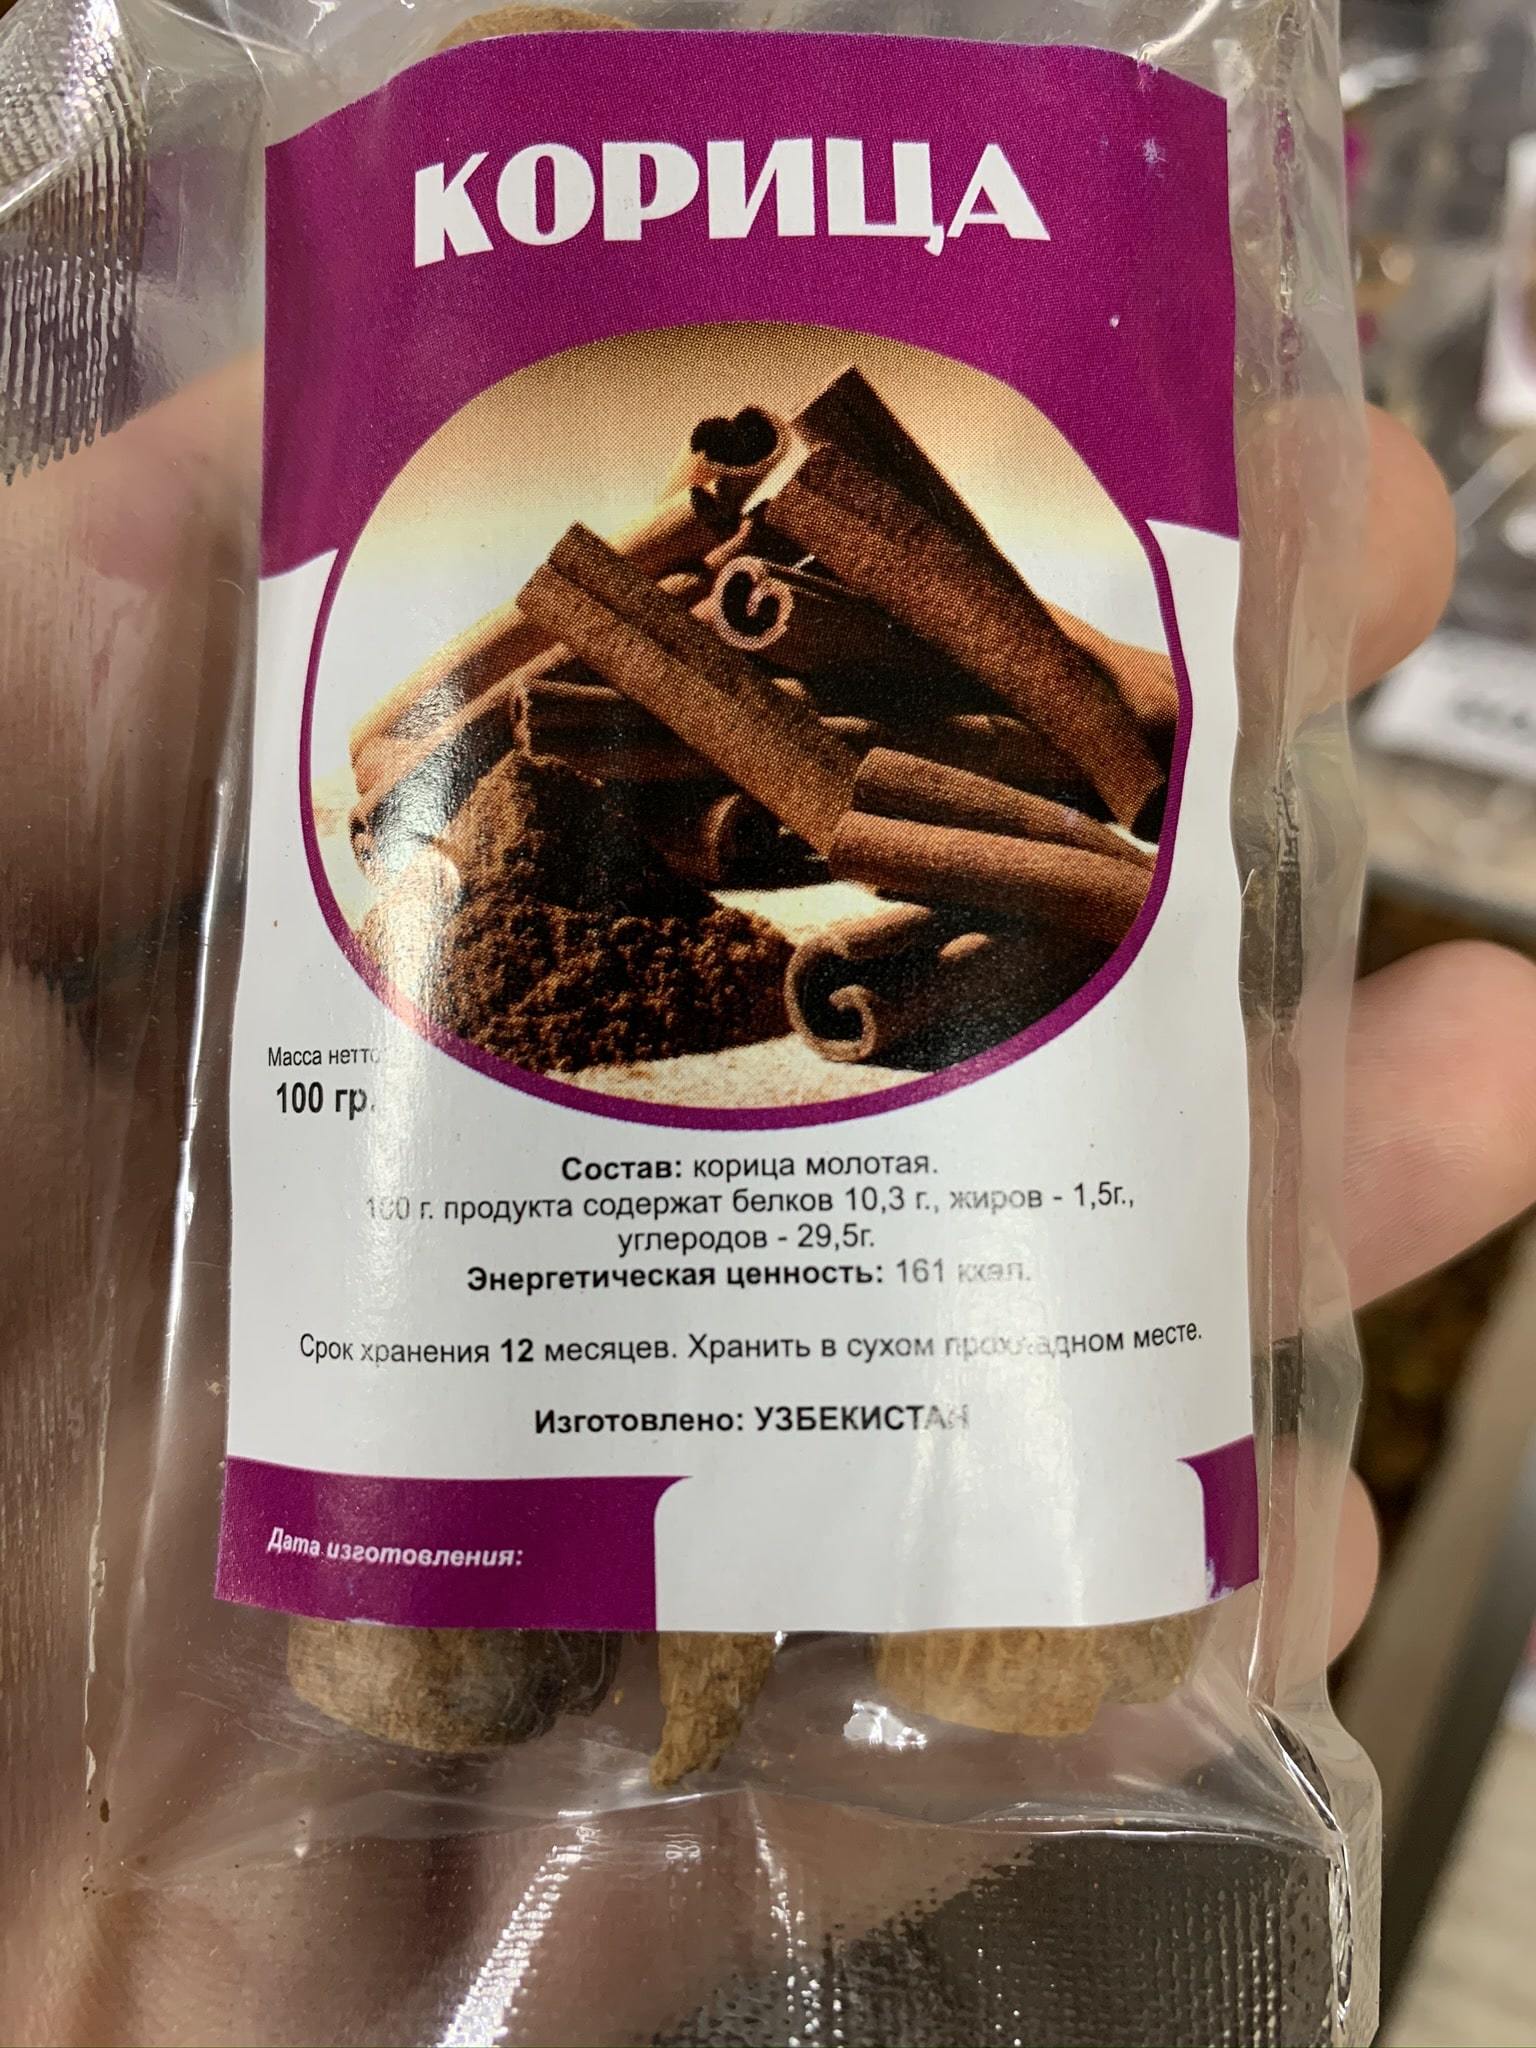 КОРИЦА
Масса нетто
100 гр.
Состав: корица молотая.
100 г. продукта содержат белков 10,3 г., жиров - 1,5г.,
углеродов - 29,5г.
Энергетическая ценность: 161 ккал.
Срок хранения 12 месяцев. Хранить в сухом прохладном месте.
Изготовлено: УЗБЕКИСТАН
Дата изготовления: